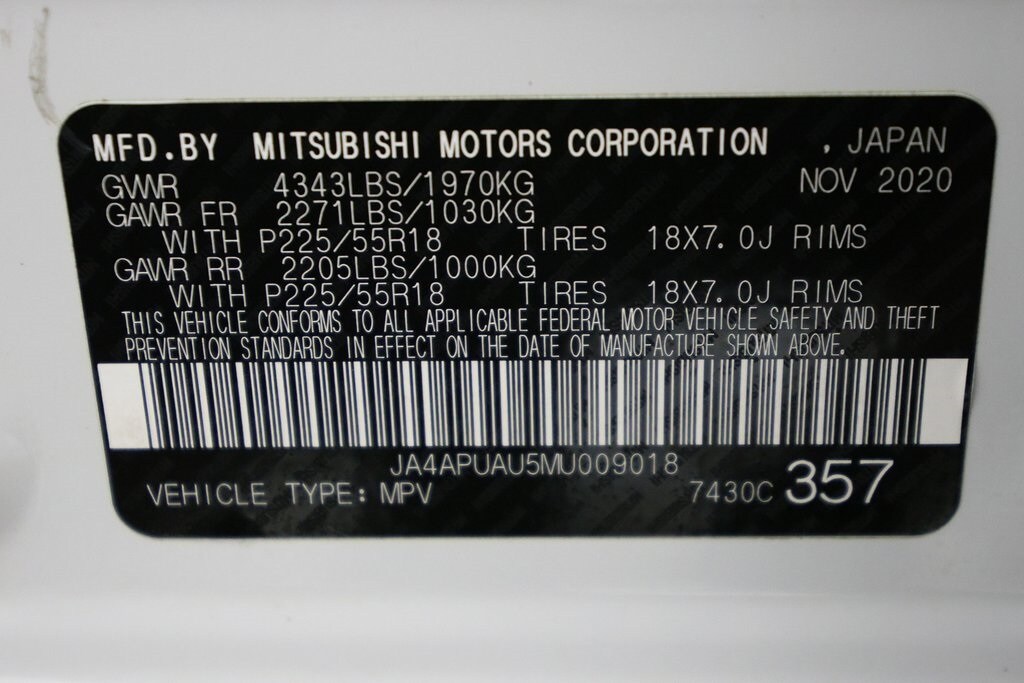 MFD.BY MITSUBISHI MOTORS CORPORATION , JAPAN
GVWR 4343LBS/1970KG NOV 2020
GAWR FR 2271LBS/1030KG
WITH P225/55R18 TIRES 18X7.0J RIMS
GAWR RR 2205LBS/1000KG
WITH P225/55R18 TIRES 18X7.0J RIMS
THIS VEHICLE CONFORMS TO ALL APPLICABLE FEDERAL MOTOR VEHICLE SAFETY AND THEFT
PREVENTION STANDARDS IN EFFECT ON THE DATE OF MANUFACTURE SHOWN ABOVE.
JA4APUAU5MU009018
VEHICLE TYPE: MPV 7430C 357